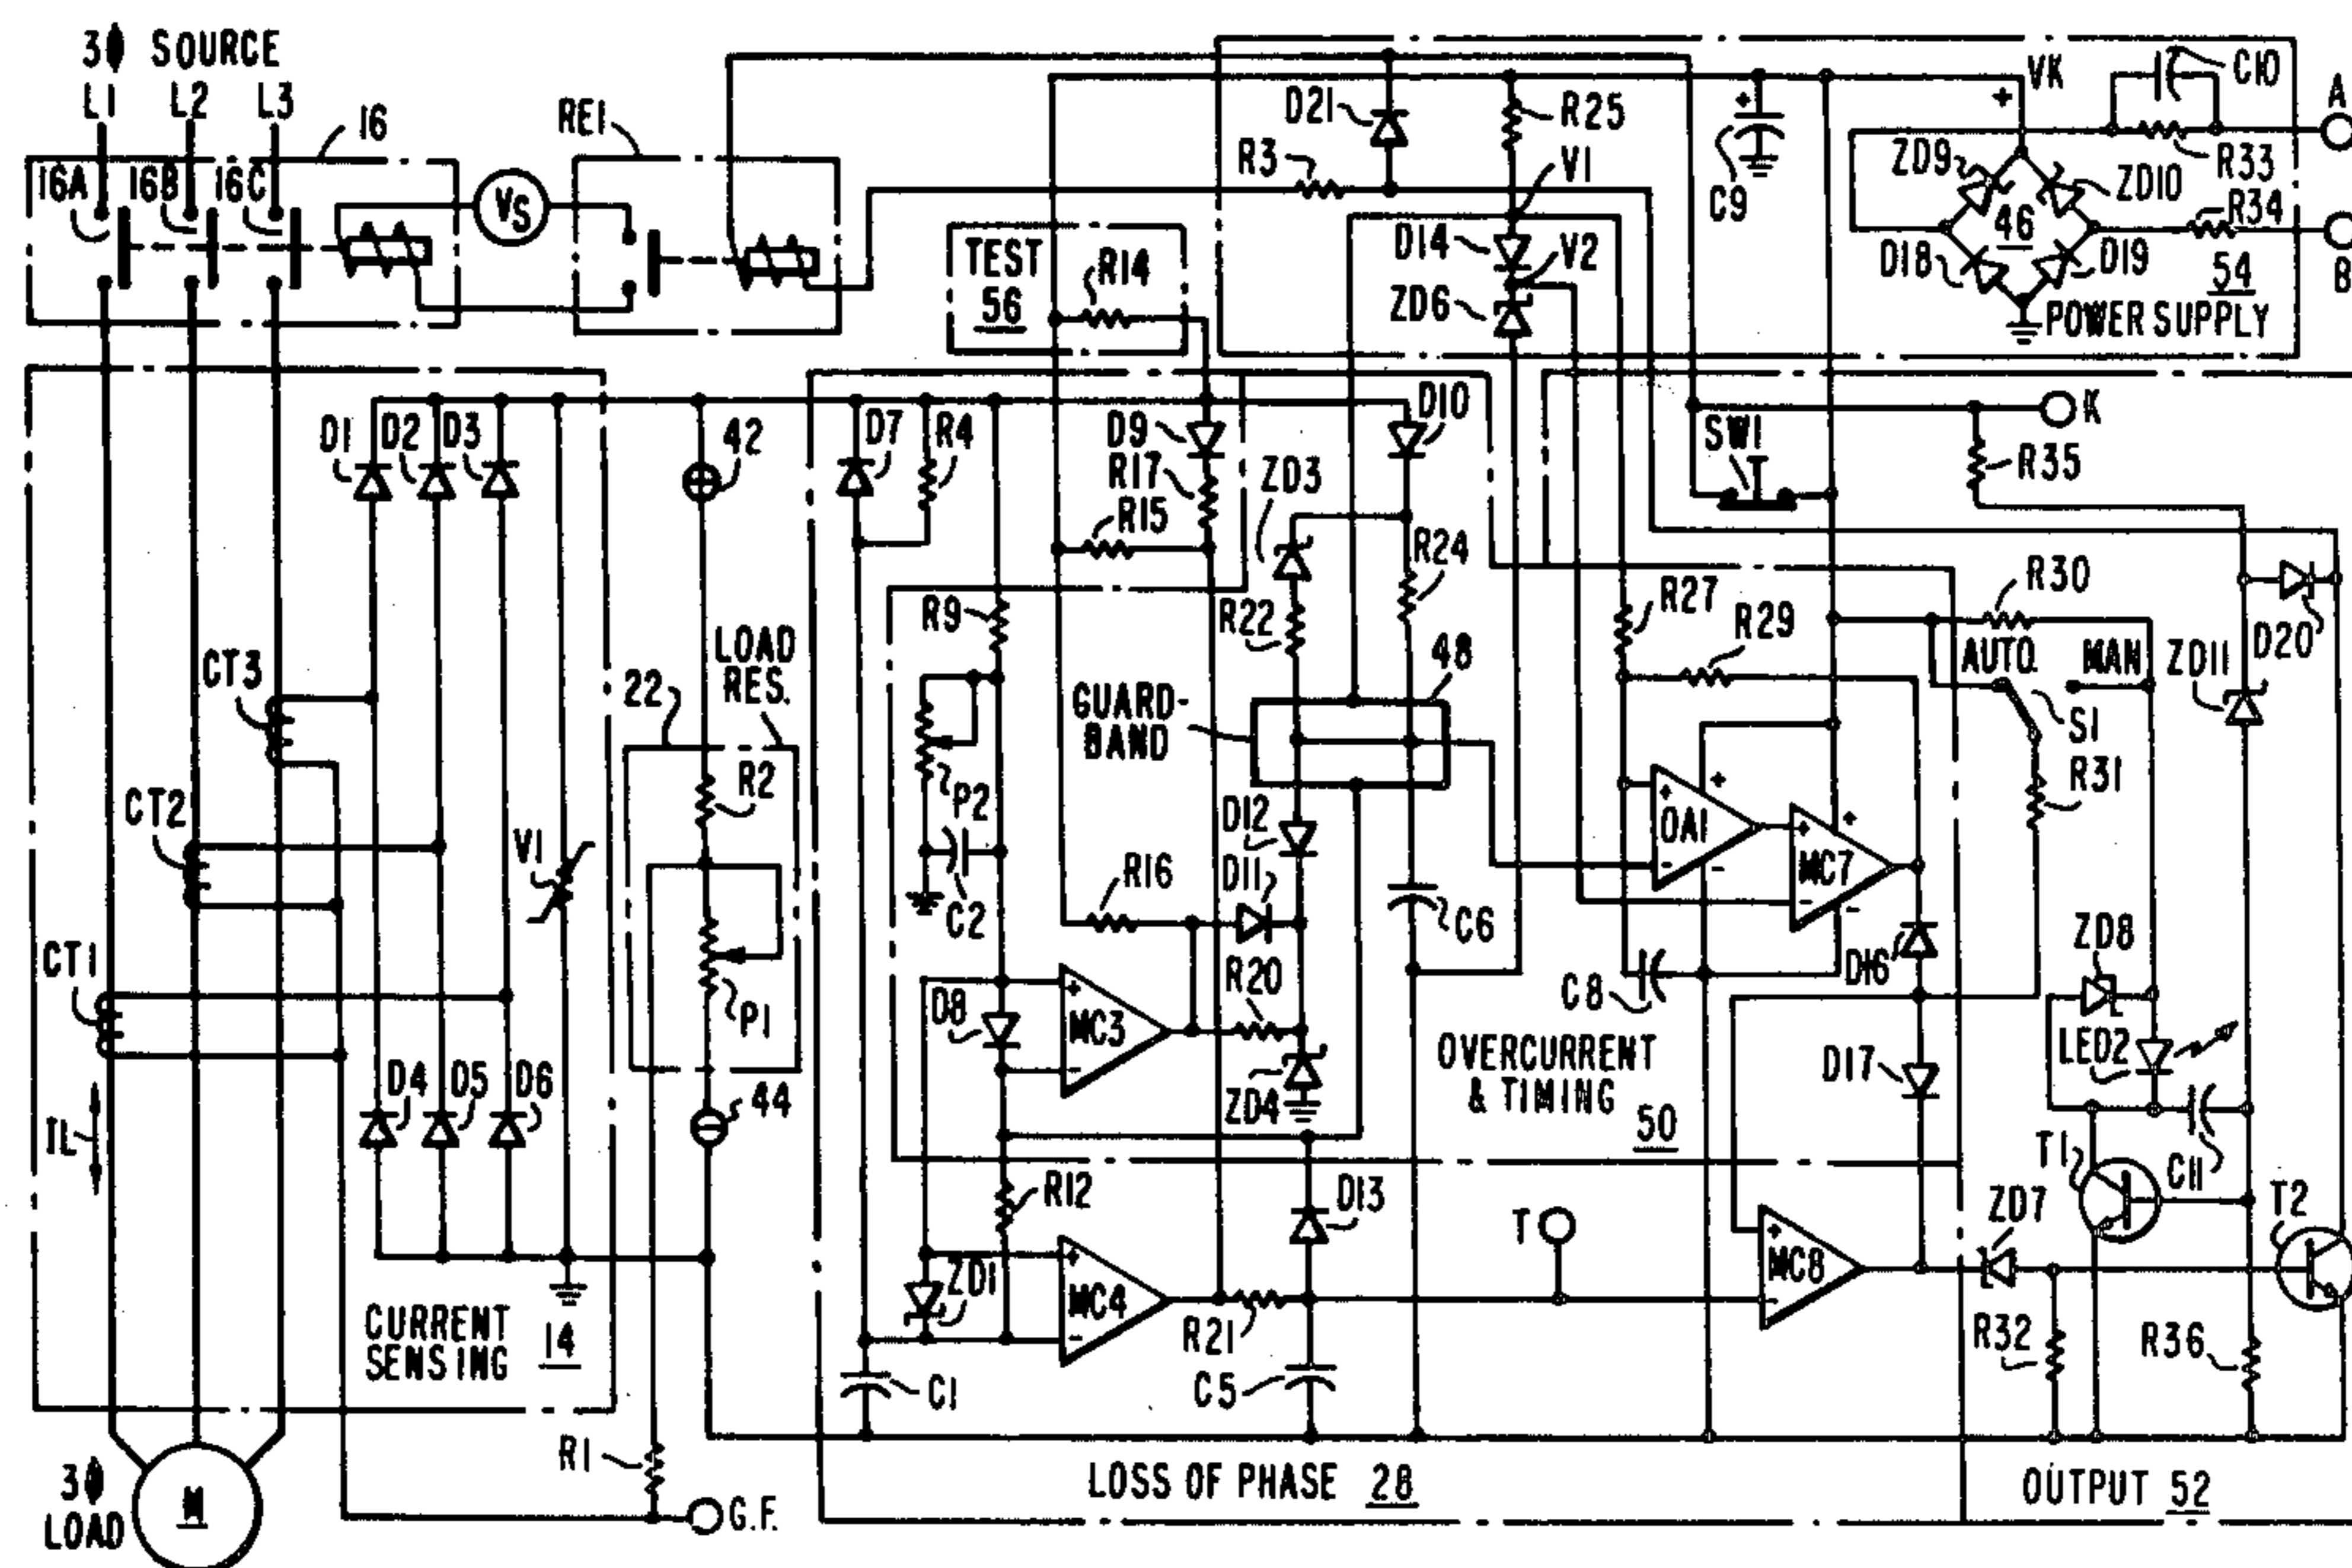 3Φ SOURCE
L1 L2 L3
16
RE1
16A 16B 16C
VS
D21
R3
R25
V1
C9
+
VK
+
C10
A
R33
ZD9
ZD10
R34
46
D18
D19
54
B
POWER SUPPLY
TEST
56
R14
D14
V2
ZD6
D1 D2 D3
42
D7
R4
D9
R17
R15
D10
ZD3
R24
K
SW1
R35
R9
R22
R27
R29
R30
AUTO.
MAN
ZD11
D20
S1
R31
CT3
LOAD
RES.
22
R2
GUARD-
BAND
48
CT2
V1
P2
C2
D12
D11
R16
C6
+
OA1
-
+
-
+
MC7
-
+
-
D16
C8
ZD8
CT1
P1
D8
+
MC3
-
R20
ZD4
OVERCURRENT
& TIMING
50
D17
LED2
IL
D4 D5 D6
44
R12
D13
T
T1
C11
ZD7
T2
CURRENT
SENSING
14
ZD1
+
MC4
-
R21
C5
+
MC8
-
R32
R36
C1
R1
3Φ
LOAD
M
G.F.
LOSS OF PHASE 28
OUTPUT 52